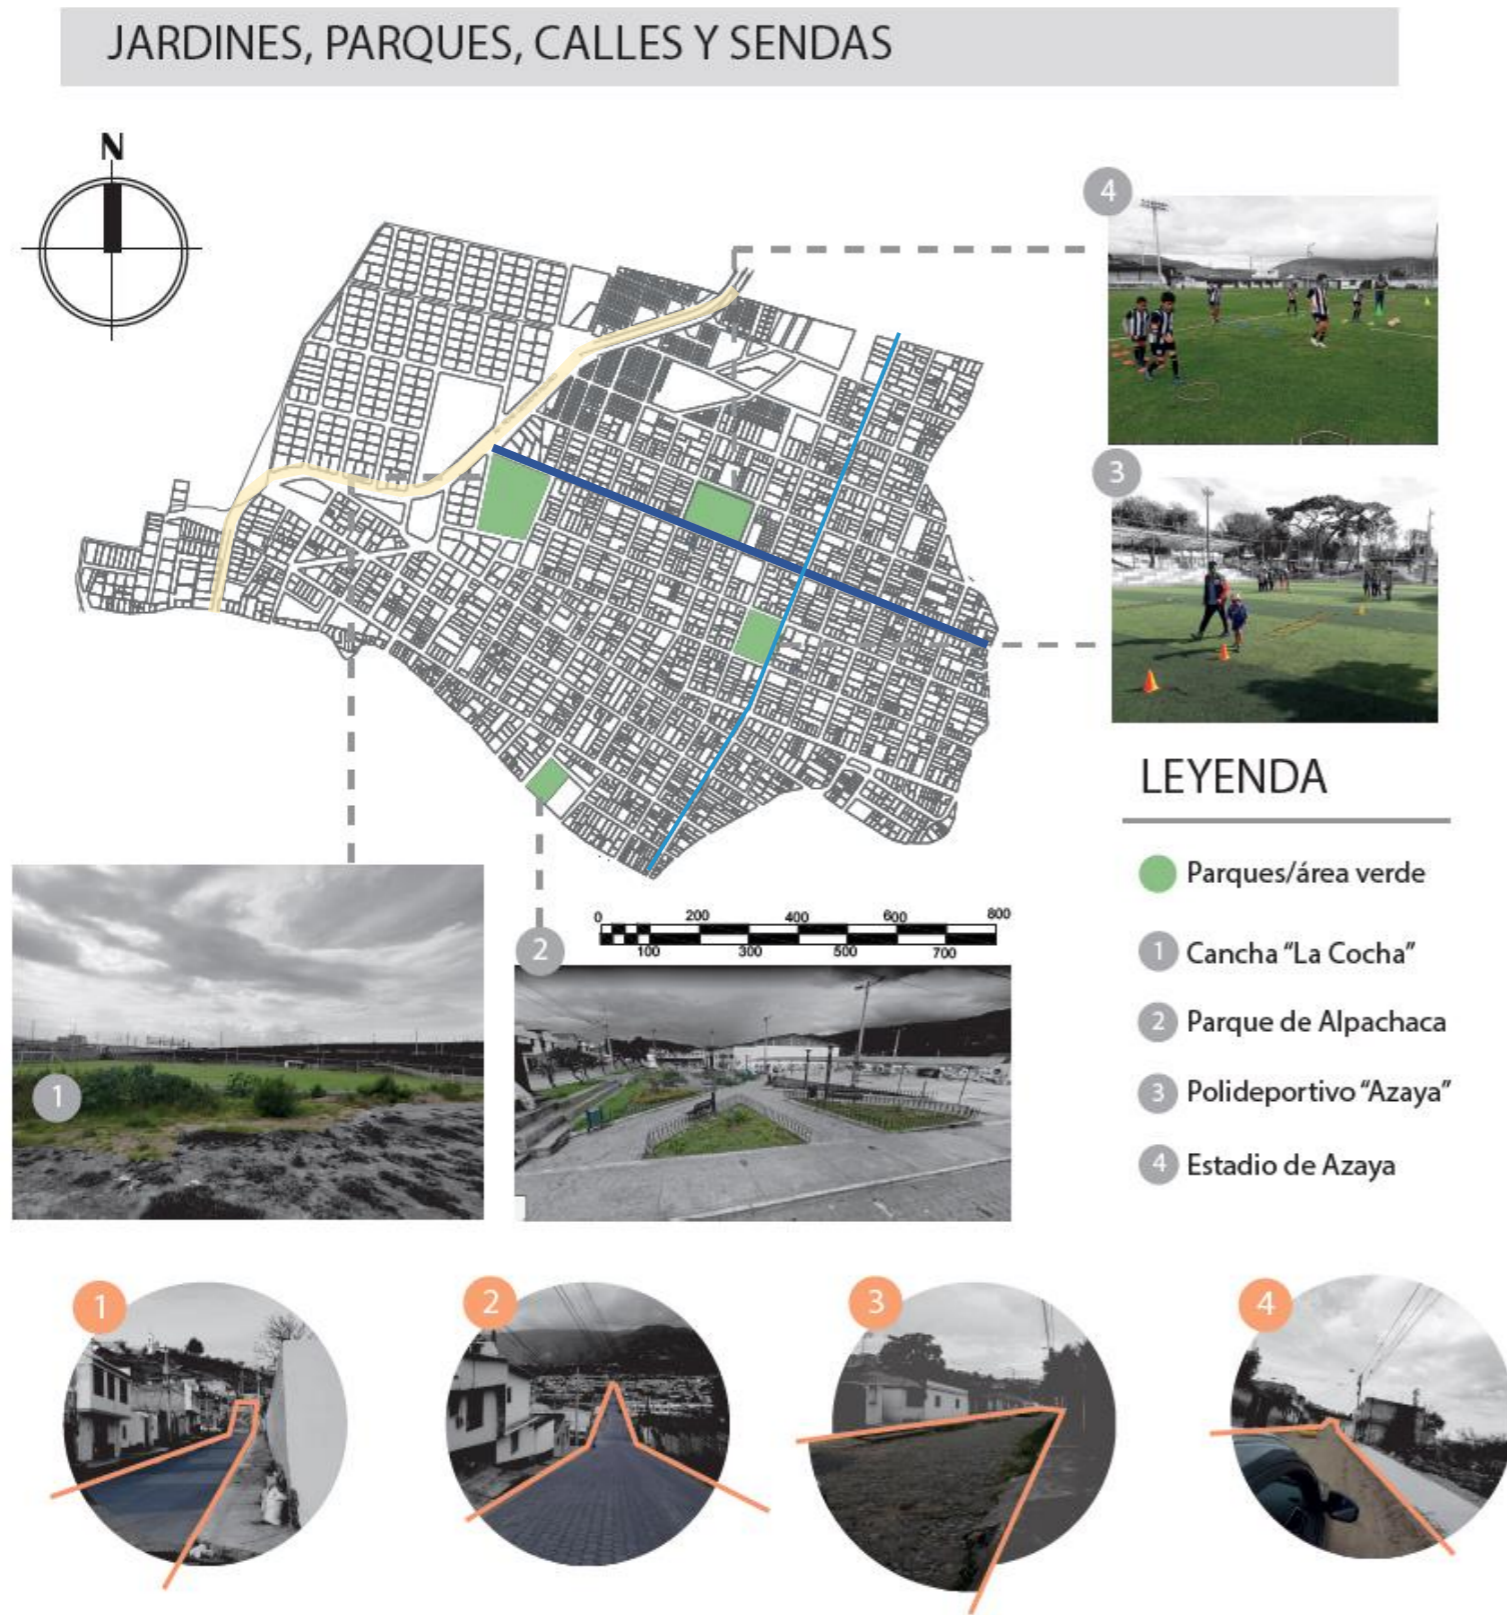 JARDINES, PARQUES, CALLES Y SENDAS
N
4
3
LEYENDA
Parques/área verde
1 Cancha “La Cocha”
2 Parque de Alpachaca
3 Polideportivo “Azaya”
4 Estadio de Azaya
0 200 400 600 800
100 300 500 700
2
1
1
2
3
4